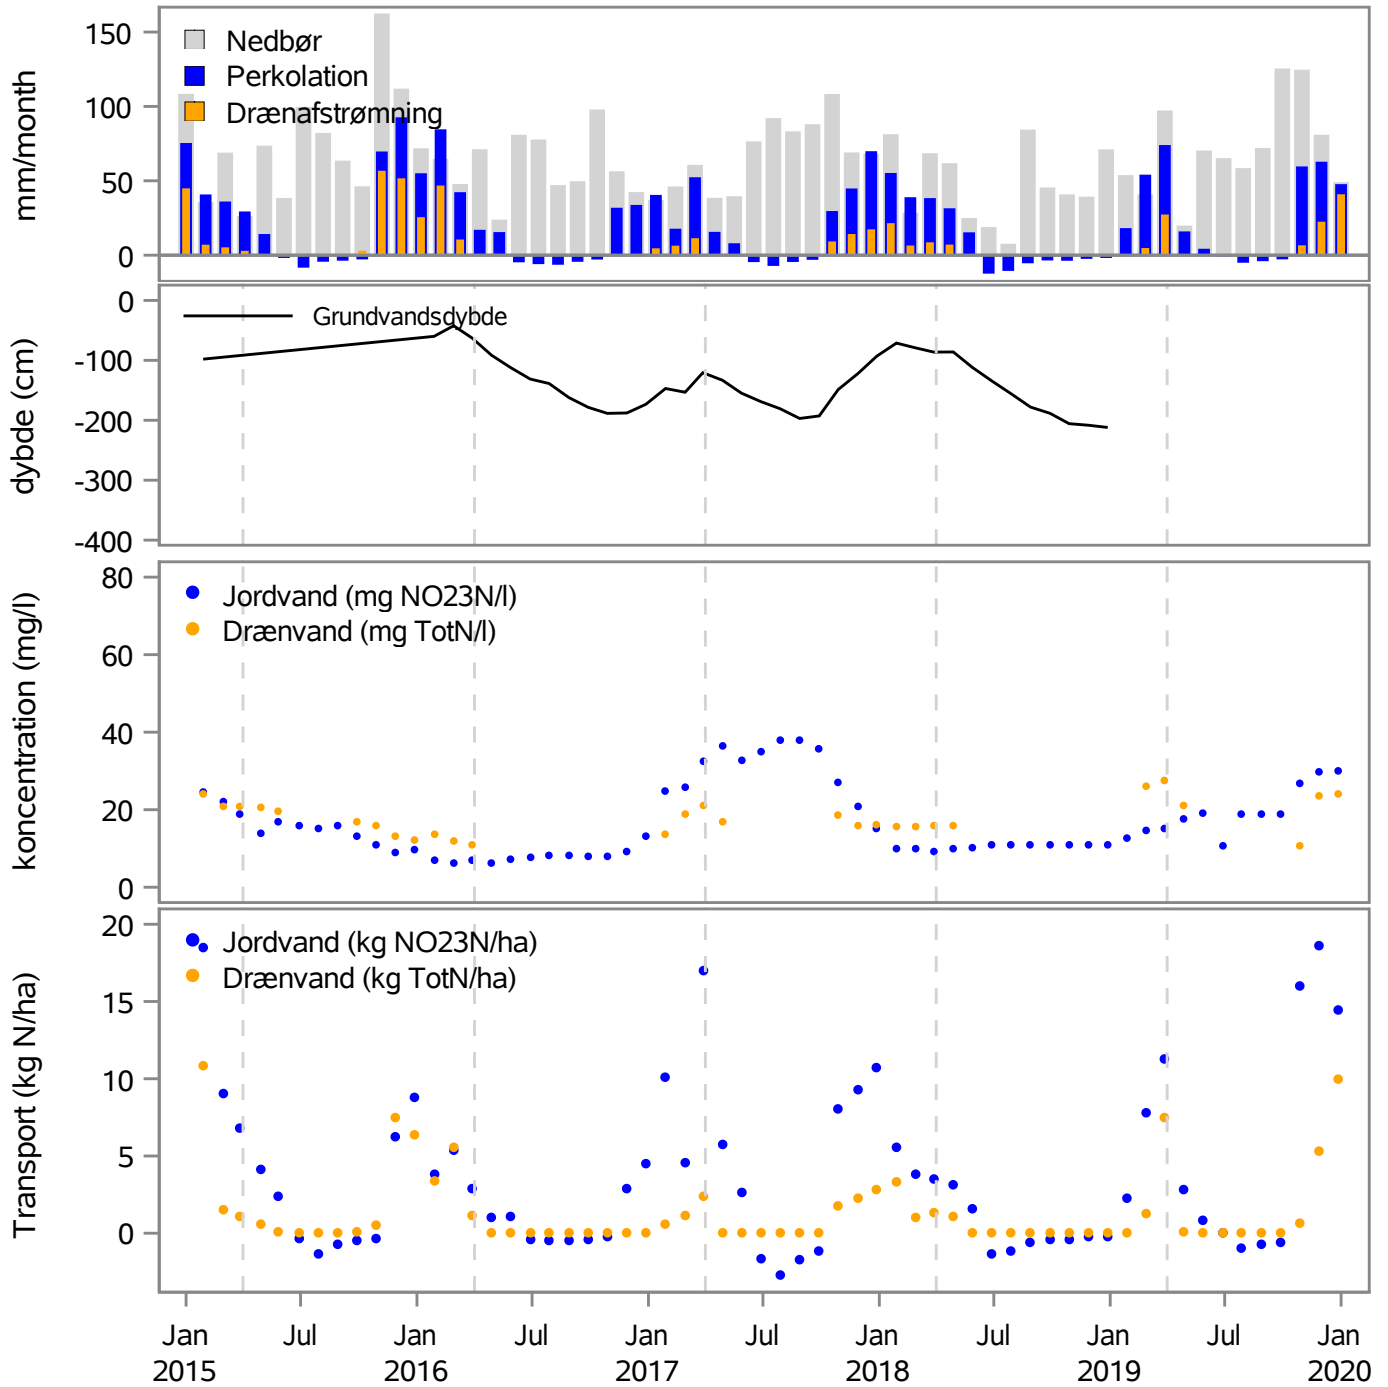 mm/month
150
100
50
0
Nedbør
Perkolation
Drænafstrømning
dybde (cm)
0
-100
-200
-300
-400
Grundvandsdybde
koncentration (mg/l)
80
60
40
20
0
Jordvand (mg NO23N/l)
Drænvand (mg TotN/l)
Transport (kg N/ha)
20
15
10
5
0
Jordvand (kg NO23N/ha)
Drænvand (kg TotN/ha)
Jan Jul Jan Jul Jan Jul Jan Jul Jan Jul Jan
2015 2016 2017 2018 2019 2020